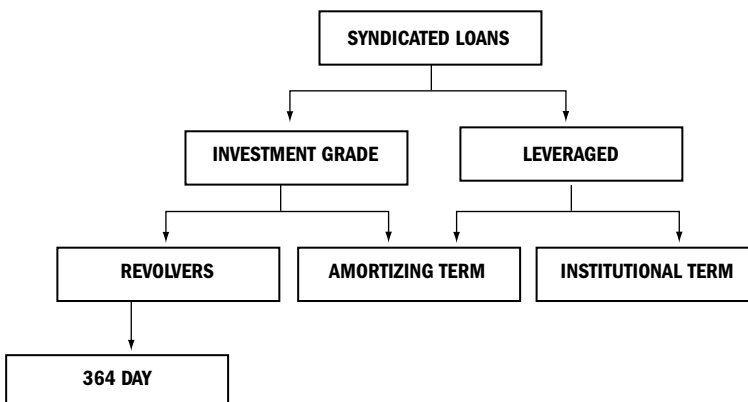 SYNDICATED LOANS
INVESTMENT GRADE
LEVERAGED
REVOLVERS
AMORTIZING TERM
INSTITUTIONAL TERM
364 DAY